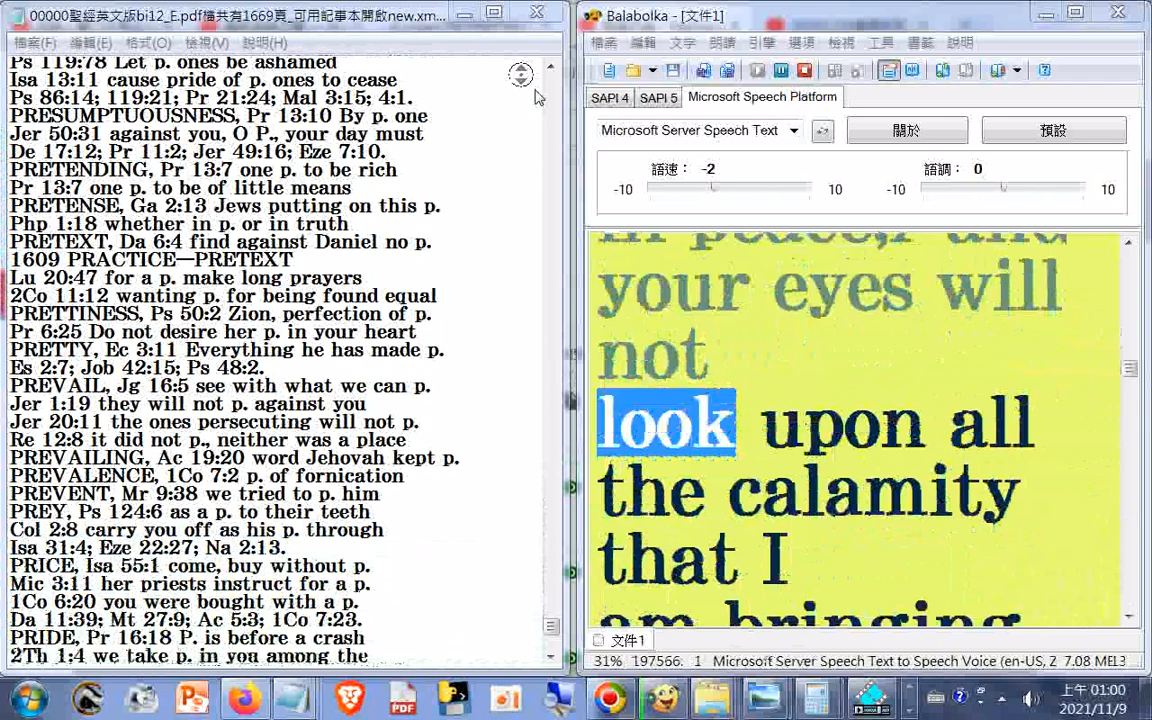 00000聖經英文版bi12_E.pdf檔共有1669頁_可用記事本開啟new.xm...
檔案(F) 編輯(E) 格式(O) 檢視(V) 說明(H)
Ps 119:78 Let p. ones be ashamed
Isa 13:11 cause pride of p. ones to cease
Ps 86:14; 119:21; Pr 21:24; Mal 3:15; 4:1.
PRESUMPTUOUSNESS, Pr 13:10 By p. one
Jer 50:31 against you, O P., your day must
De 17:12; Pr 11:2; Jer 49:16; Eze 7:10.
PRETENDING, Pr 13:7 one p. to be rich
Pr 13:7 one p. to be of little means
PRETENSE, Ga 2:13 Jews putting on this p.
Php 1:18 whether in p. or in truth
PRETEXT, Da 6:4 find against Daniel no p.
1609 PRACTICE—PRETEXT
Lu 20:47 for a p. make long prayers
2Co 11:12 wanting p. for being found equal
PRETTINESS, Ps 50:2 Zion, perfection of p.
Pr 6:25 Do not desire her p. in your heart
PRETTY, Ec 3:11 Everything he has made p.
Es 2:7; Job 42:15; Ps 48:2.
PREVAIL, Jg 16:5 see with what we can p.
Jer 1:19 they will not p. against you
Jer 20:11 the ones persecuting will not p.
Re 12:8 it did not p., neither was a place
PREVAILING, Ac 19:20 word Jehovah kept p.
PREVALENCE, 1Co 7:2 p. of fornication
PREVENT, Mr 9:38 we tried to p. him
PREY, Ps 124:6 as a p. to their teeth
Col 2:8 carry you off as his p. through
Isa 31:4; Eze 22:27; Na 2:13.
PRICE, Isa 55:1 come, buy without p.
Mic 3:11 her priests instruct for a p.
1Co 6:20 you were bought with a p.
Da 11:39; Mt 27:9; Ac 5:3; 1Co 7:23.
PRIDE, Pr 16:18 P. is before a crash
2Th 1:4 we take p. in you among the
Balabolka - [文件1]
檔案 編輯 文字 朗讀 引擎 選項 檢視 工具 書籤 說明
SAPI 4 SAPI 5 Microsoft Speech Platform
Microsoft Server Speech Text 關於 預設
語速： -2 語調： 0
-10 10 -10 10
in peace, and
your eyes will
not
look upon all
the calamity
that I
am bringing
文件1
31% 197566. 1 Microsoft Server Speech Text to Speech Voice (en-US, Z 7.08 МЕ13
PDF
上午 01:00
2021/11/9